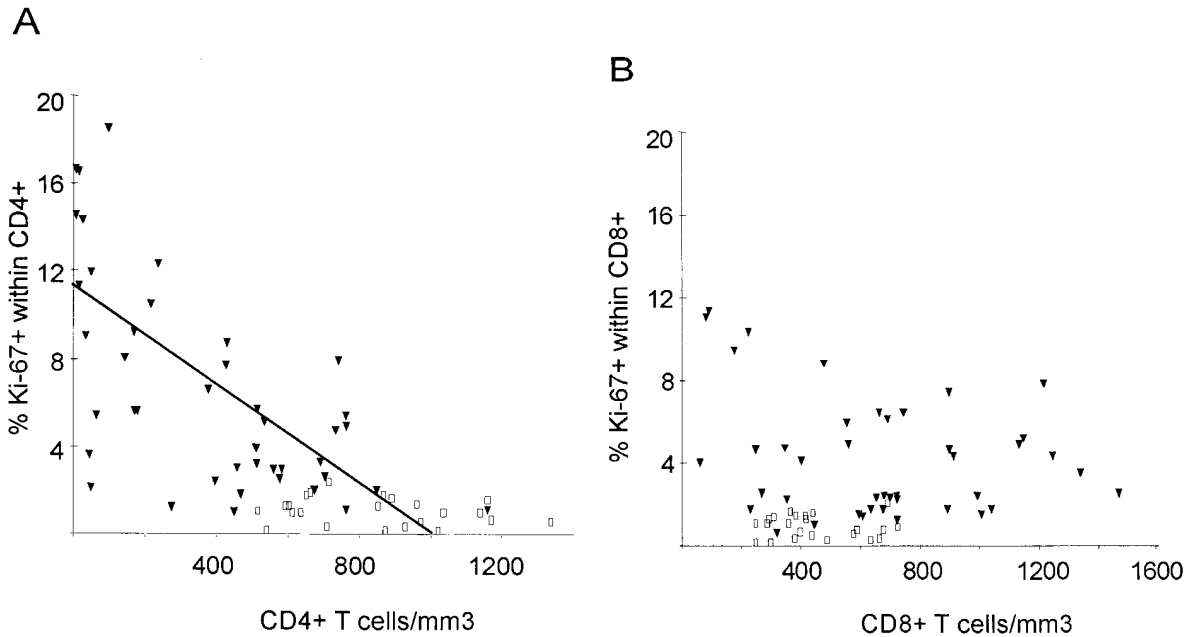 A
20
16
12
8
4
% Ki-67+ within CD4+
400
800
1200
CD4+ T cells/mm3
B
20
16
12
8
4
% Ki-67+ within CD8+
400
800
1200
1600
CD8+ T cells/mm3